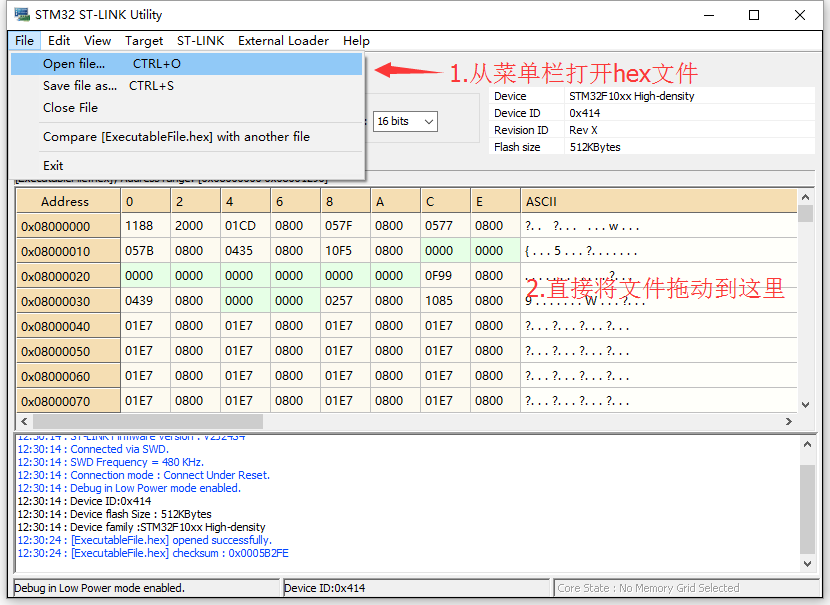 STM32 ST-LINK Utility
File Edit View Target ST-LINK External Loader Help
Open file... CTRL+O
1.从菜单栏打开hex文件
Save file as... CTRL+S
Close File
Compare [ExecutableFile.hex] with another file
Exit
16 bits
Device STM32F10xx High-density
Device ID 0x414
Revision ID Rev X
Flash size 512KBytes
Address 0 2 4 6 8 A C E ASCII
0x08000000 1188 2000 01CD 0800 057F 0800 0577 0800 ?.. ?... ...w...
0x08000010 057B 0800 0435 0800 10F5 0800 0000 0000 {...5...?.......
0x08000020 0000 0000 0000 0000 0000 0000 0F99 0800
2.直接将文件拖动到这里
0x08000030 0439 0800 0000 0000 0257 0800 1085 0800 9.......W...?...
0x08000040 01E7 0800 01E7 0800 01E7 0800 01E7 0800 ?...?...?...?...
0x08000050 01E7 0800 01E7 0800 01E7 0800 01E7 0800 ?...?...?...?...
0x08000060 01E7 0800 01E7 0800 01E7 0800 01E7 0800 ?...?...?...?...
0x08000070 01E7 0800 01E7 0800 01E7 0800 01E7 0800 ?...?...?...?...
12:30:14 : ST-LINK Firmware version : V2J24S4
12:30:14 : Connected via SWD.
12:30:14 : SWD Frequency = 480 KHz.
12:30:14 : Connection mode : Connect Under Reset.
12:30:14 : Debug in Low Power mode enabled.
12:30:14 : Device ID:0x414
12:30:14 : Device flash Size : 512KBytes
12:30:14 : Device family :STM32F10xx High-density
12:30:24 : [ExecutableFile.hex] opened successfully.
12:30:24 : [ExecutableFile.hex] checksum : 0x0005B2FE
Debug in Low Power mode enabled. Device ID:0x414 Core State : No Memory Grid Selected